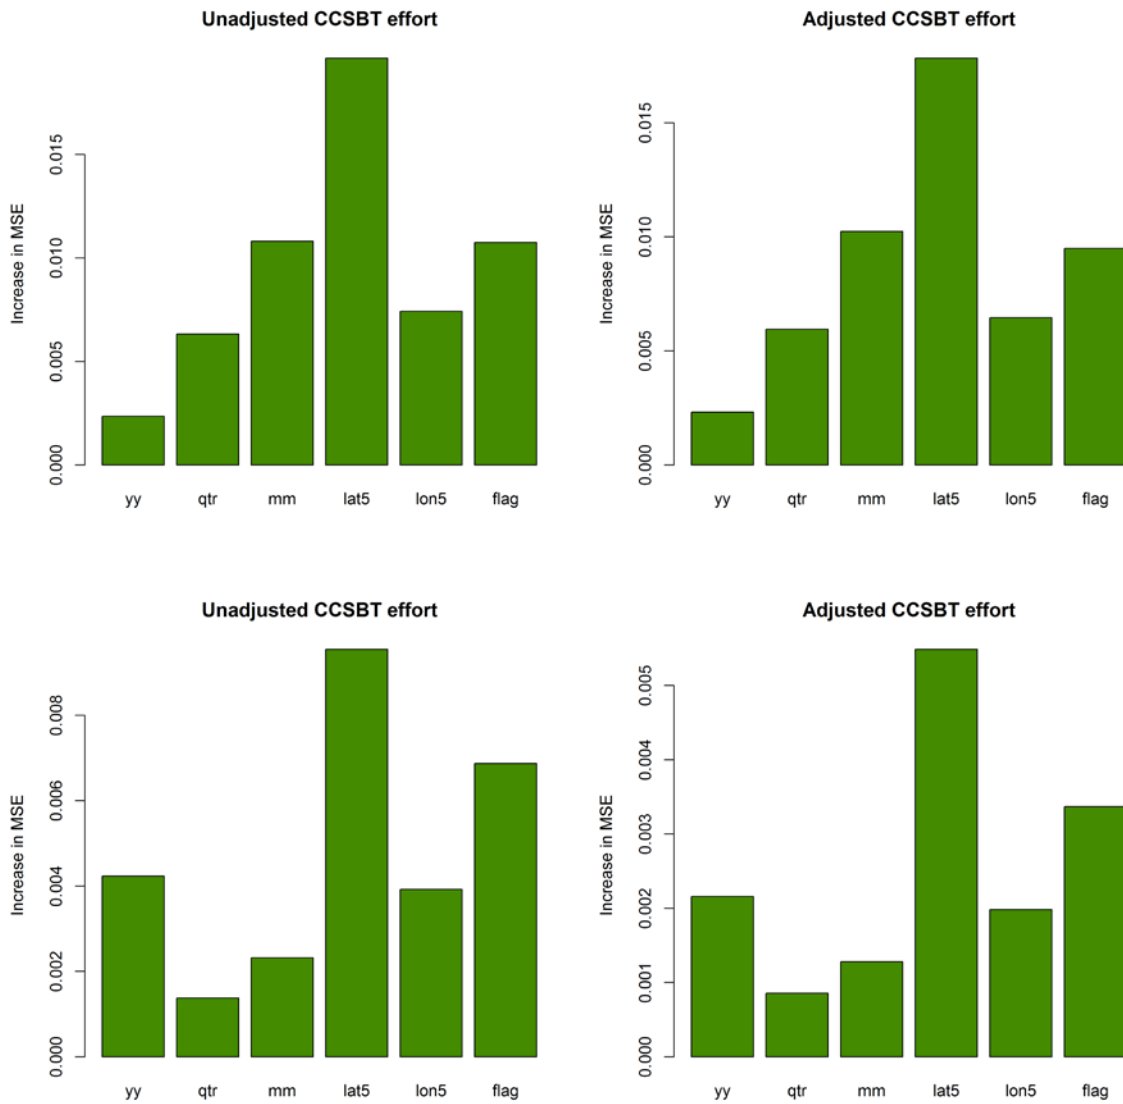 Unadjusted CCSBT effort
Increase in MSE
0.015
0.010
0.005
0.000
yy qtr mm lat5 lon5 flag
Adjusted CCSBT effort
Increase in MSE
0.015
0.010
0.005
0.000
yy qtr mm lat5 lon5 flag
Unadjusted CCSBT effort
Increase in MSE
0.008
0.006
0.004
0.002
0.000
yy qtr mm lat5 lon5 flag
Adjusted CCSBT effort
Increase in MSE
0.005
0.004
0.003
0.002
0.001
0.000
yy qtr mm lat5 lon5 flag